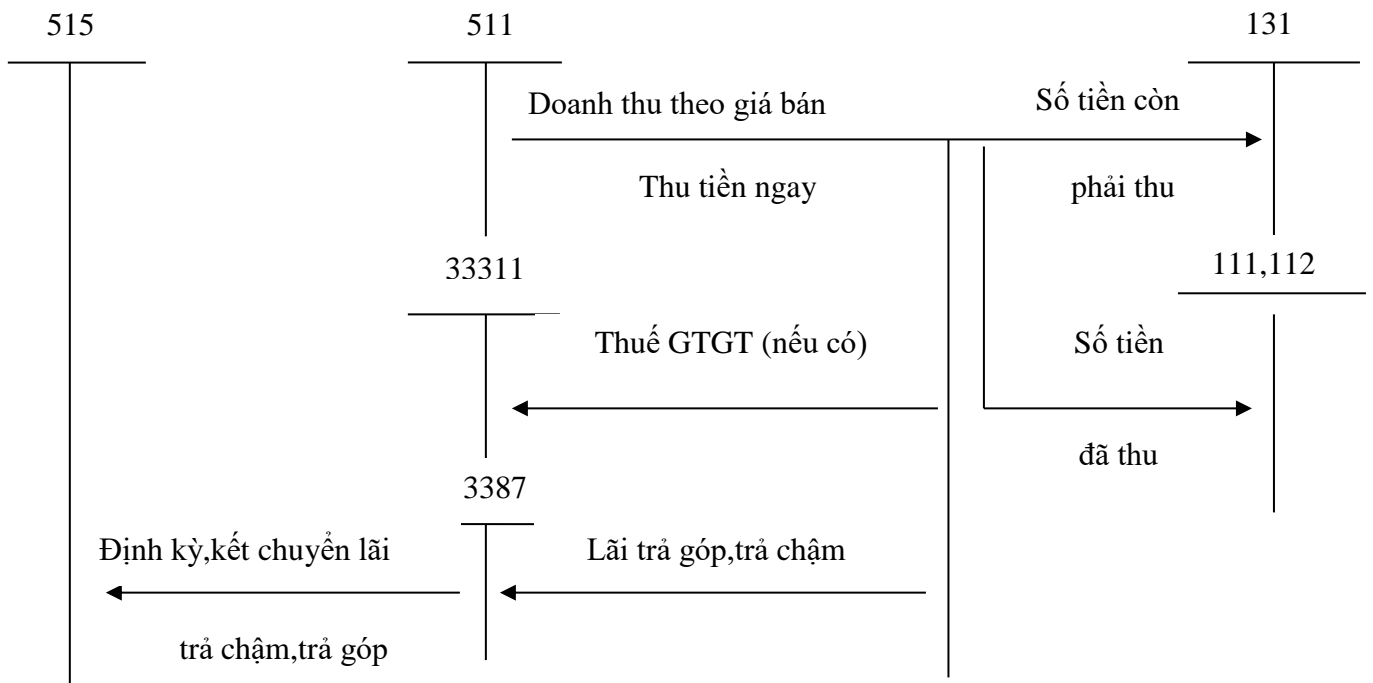 515
511
131
Doanh thu theo giá bán
Số tiền còn
Thu tiền ngay
phải thu
33311
111,112
Thuế GTGT (nếu có)
Số tiền
đã thu
3387
Định kỳ,kết chuyển lãi
Lãi trả góp,trả chậm
trả chậm,trả góp